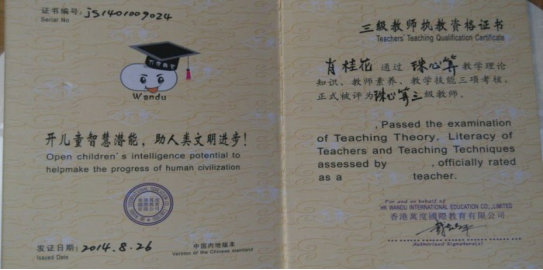 证书编号: js1401009024
Serial No
Wandu
开儿童智慧潜能，助人类文明进步!
Open children's intelligence potential to
helpmake the progress of human civilization
发证日期: 2014.8.26
Issued Date
中国内地版本
Version of the Chinese mainland
三级教师执教资格证书
Teachers' Teaching Qualification Certificate
肖桂花 通过 珠心算 教学理论
知识、教师素养、教学技能三项考核，
正式被评为珠心算三级教师。
, Passed the examination
of Teaching Theory, Literacy of
Teachers and Teaching Techniques
assessed by , officially rated
as a teacher.
For and on behalf of
HK WANDU INTERNATIONAL EDUCATION CO., LIMITED
香港萬度國際教育有限公司
Authorized Signature(s)